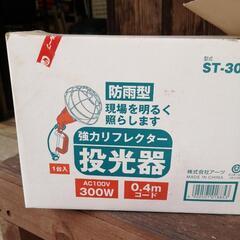 防雨型
現場を明るく
照らします
強力リフレクター
投光器
1台入
AC100V
300W
0.4m
コード
型式
ST-30
株式会社アーツ
MADE IN CHINA